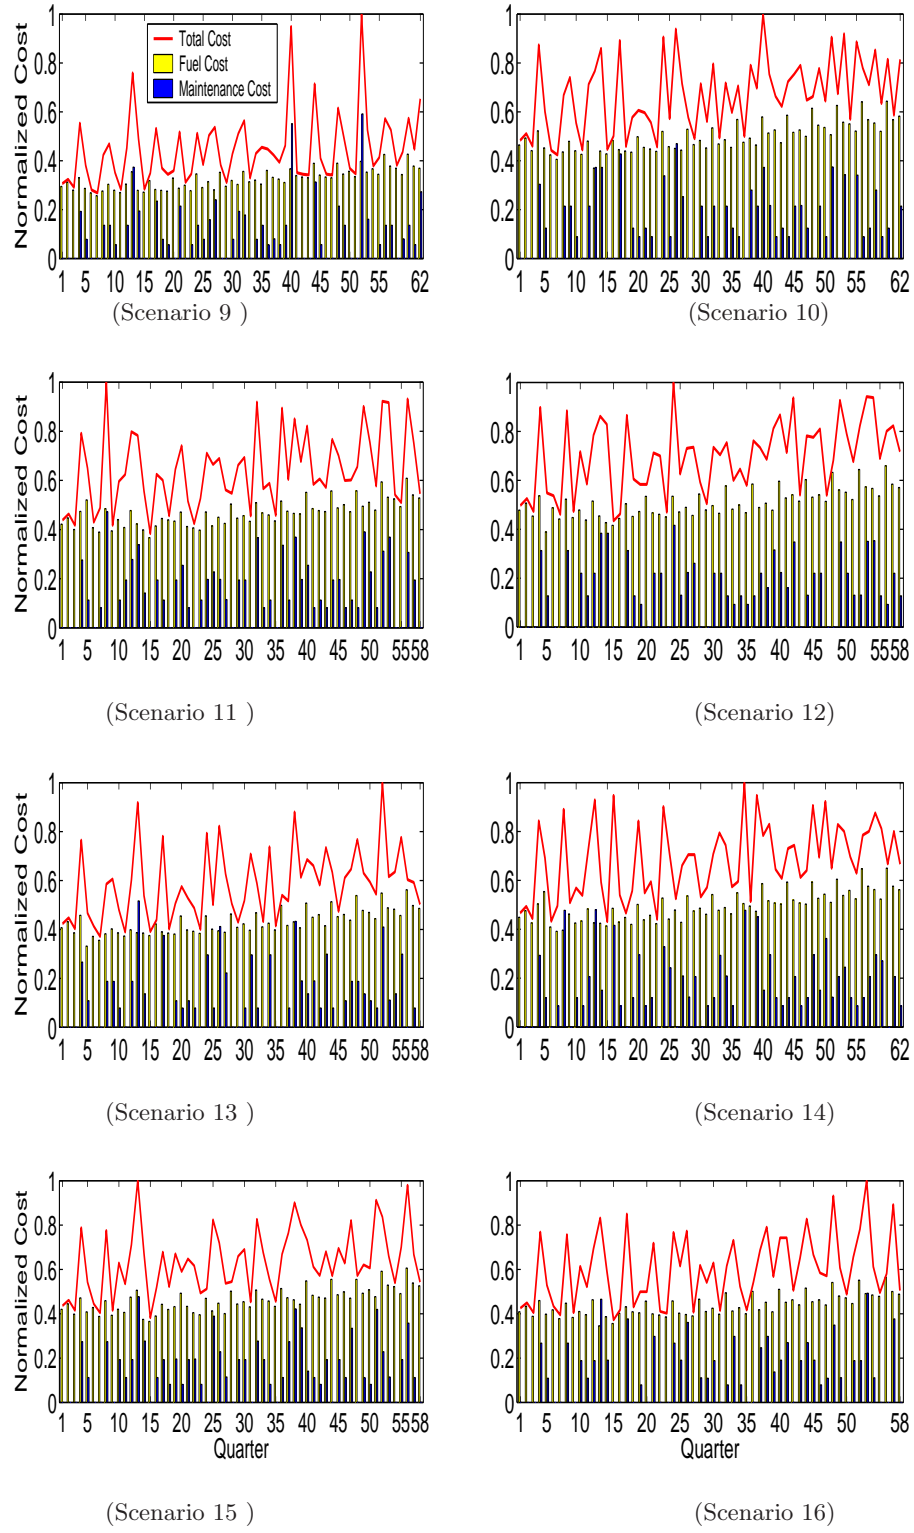 Normalized Cost
1
0.8
0.6
0.4
0.2
0
Total Cost
Fuel Cost
Maintenance Cost
1 5 10 15 20 25 30 35 40 45 50 55 62
(Scenario 9 )
1
0.8
0.6
0.4
0.2
0
1 5 10 15 20 25 30 35 40 45 50 55 62
(Scenario 10)
Normalized Cost
1
0.8
0.6
0.4
0.2
0
1 5 10 15 20 25 30 35 40 45 50 5558
(Scenario 11 )
1
0.8
0.6
0.4
0.2
0
1 5 10 15 20 25 30 35 40 45 50 5558
(Scenario 12)
Normalized Cost
1
0.8
0.6
0.4
0.2
0
1 5 10 15 20 25 30 35 40 45 50 5558
(Scenario 13 )
1
0.8
0.6
0.4
0.2
0
1 5 10 15 20 25 30 35 40 45 50 55 62
(Scenario 14)
Normalized Cost
1
0.8
0.6
0.4
0.2
0
1 5 10 15 20 25 30 35 40 45 50 5558
Quarter
(Scenario 15 )
1
0.8
0.6
0.4
0.2
0
1 5 10 15 20 25 30 35 40 45 50 58
Quarter
(Scenario 16)